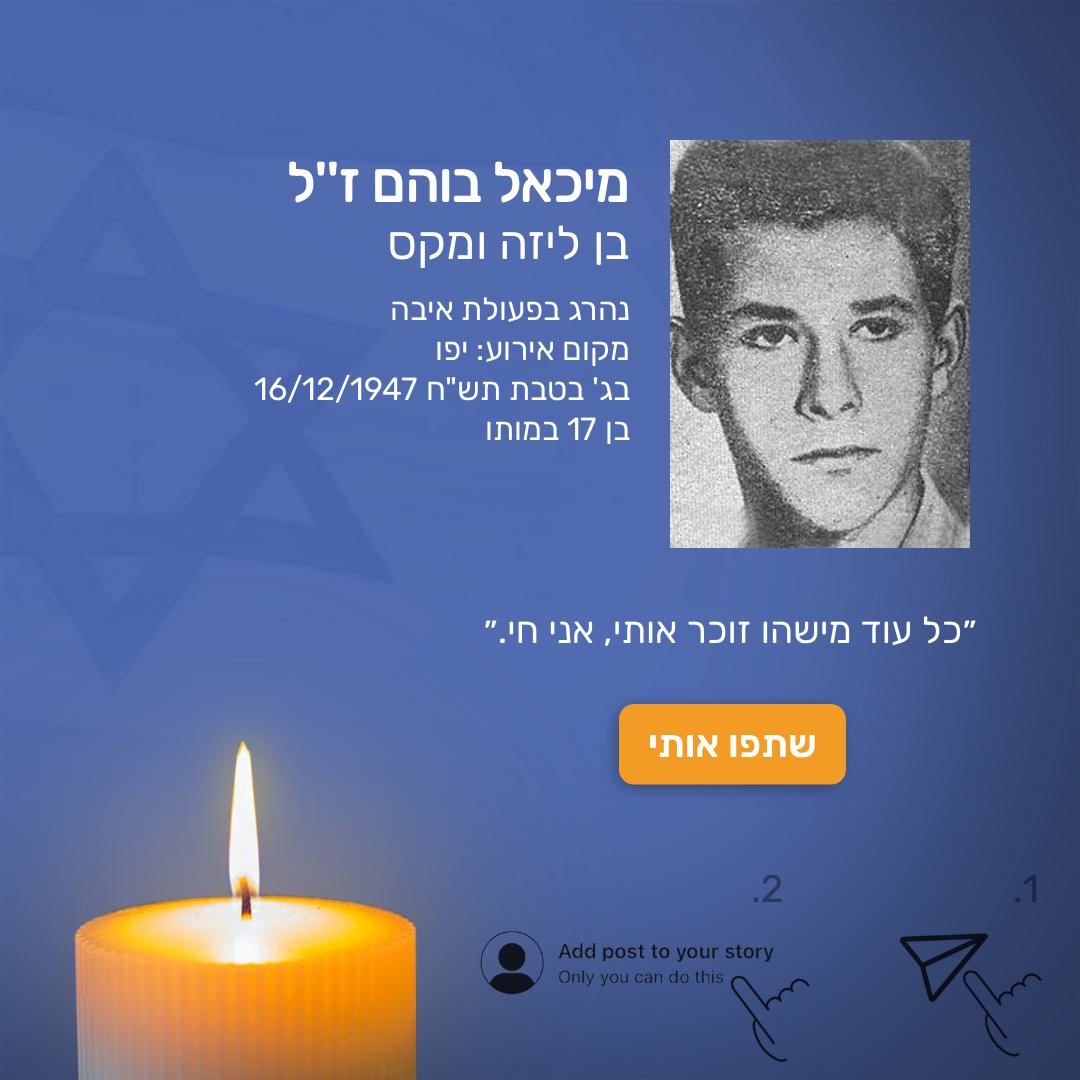 מיכאל בוהם ז"ל
בן ליזה ומקס
נהרג בפעולת איבה
מקום אירוע: יפו
בג' בטבת תש"ח 16/12/1947
בן 17 במותו
״כל עוד מישהו זוכר אותי, אני חי.״
שתפו אותי
1.
2.
Add post to your story
Only you can do this